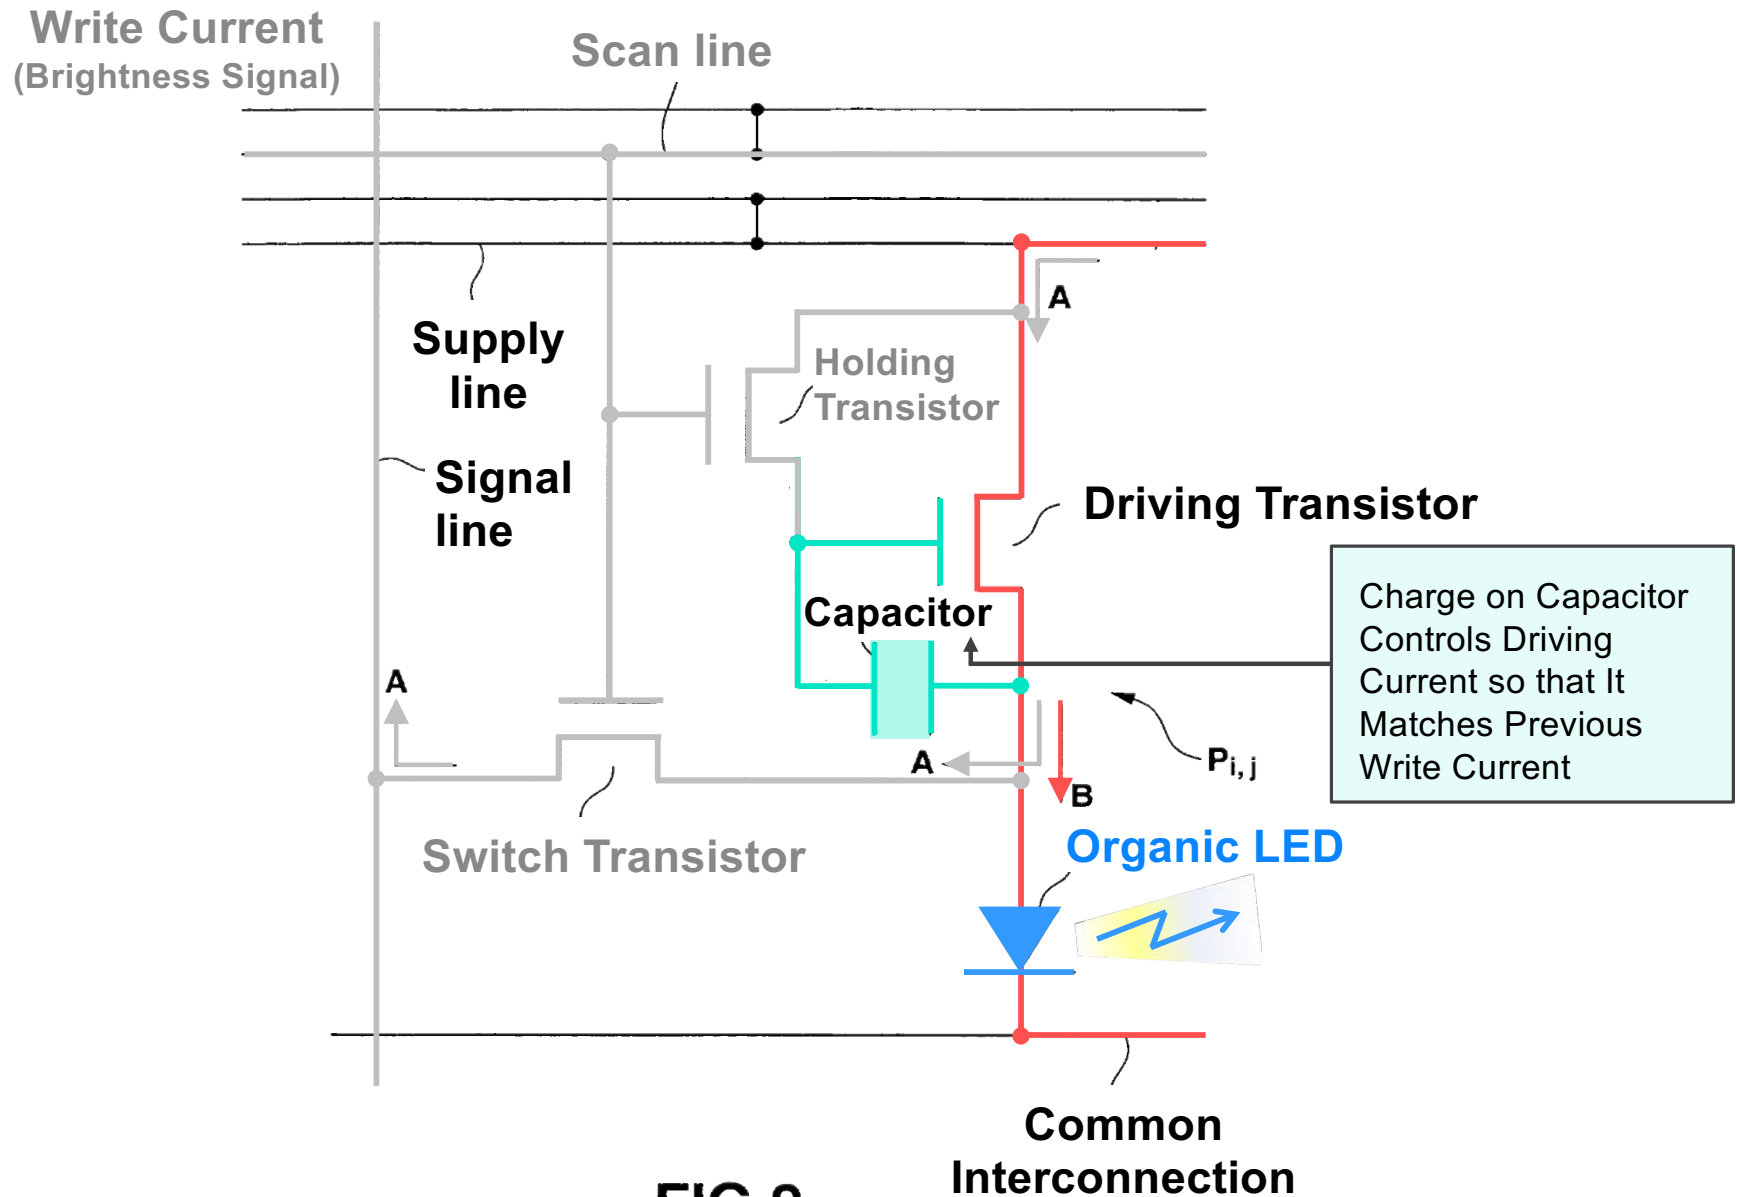 Write Current
(Brightness Signal)
Scan line
A
Supply
line
Holding
Transistor
Signal
line
Driving Transistor
Capacitor
Charge on Capacitor
Controls Driving
Current so that It
Matches Previous
Write Current
A
A
Pi,j
B
Switch Transistor
Organic LED
Common
Interconnection